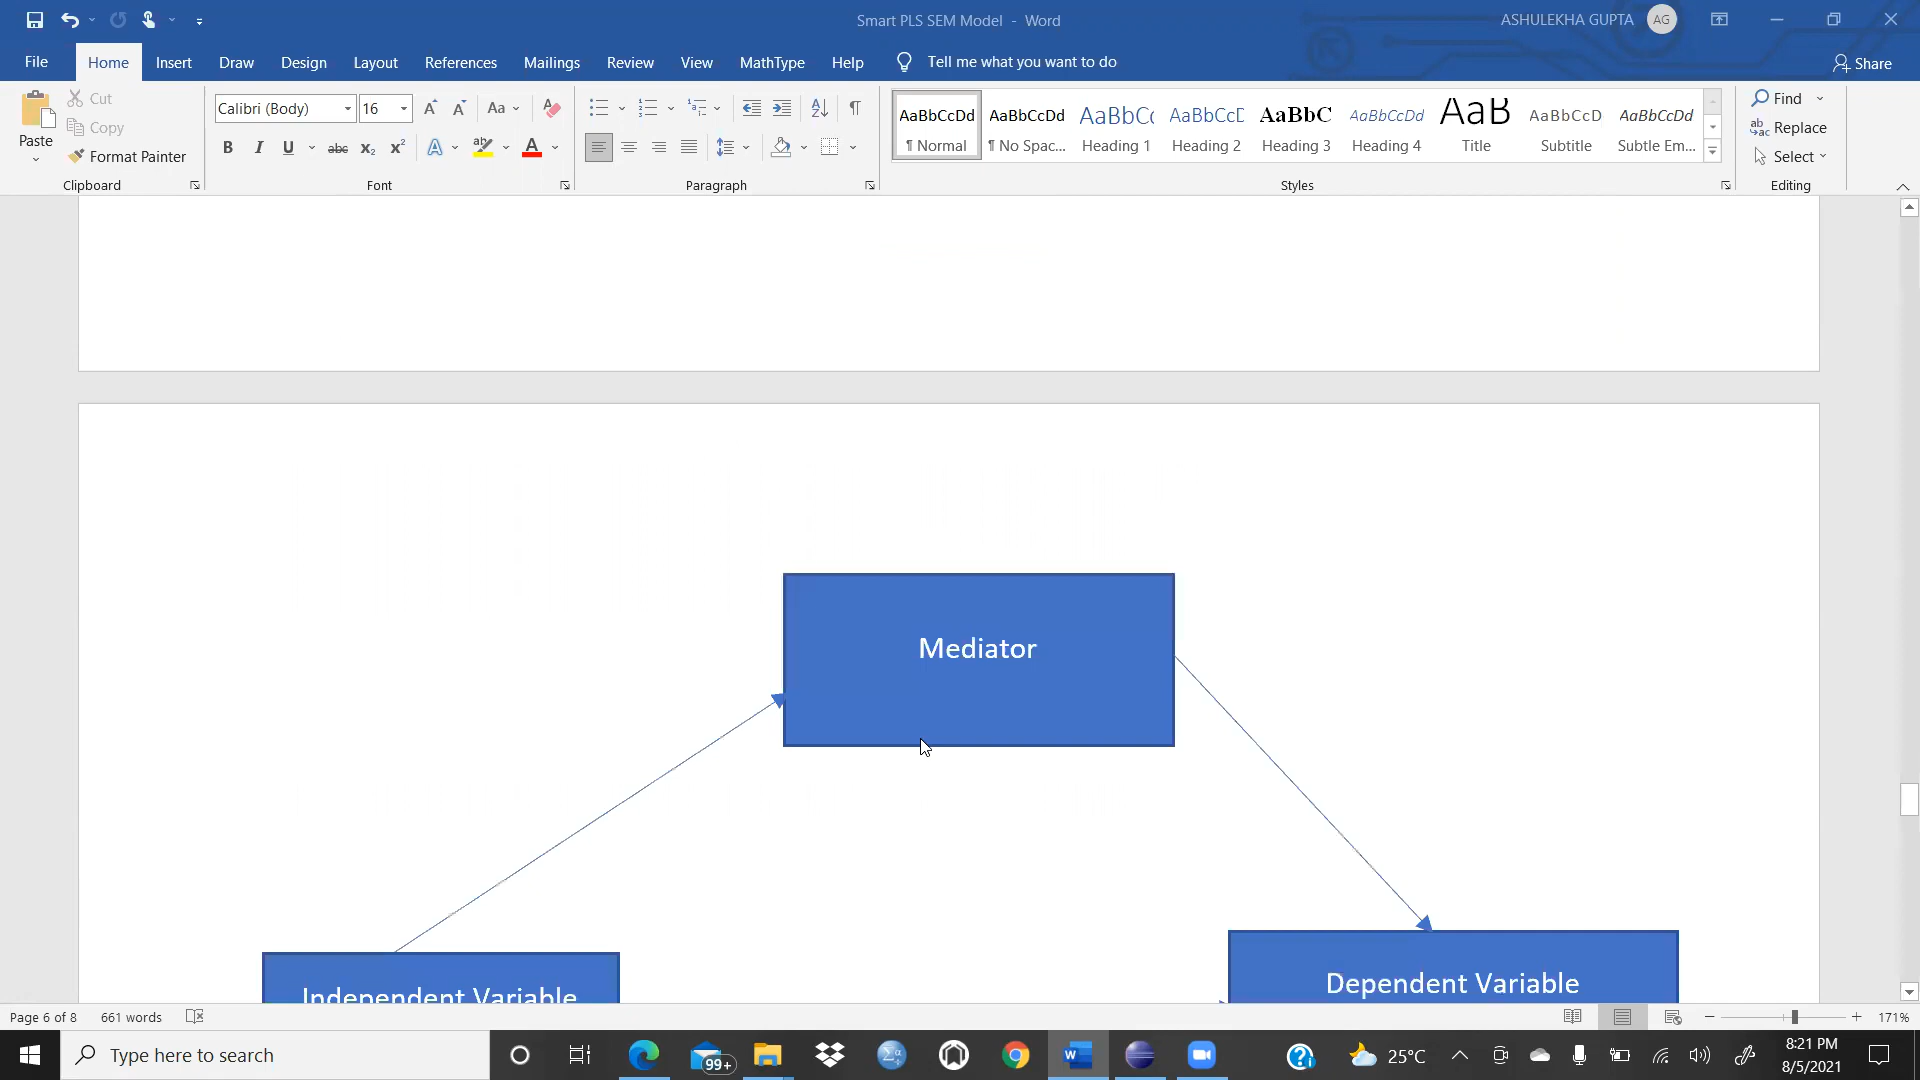 Smart PLS SEM Model - Word
ASHULEKHA GUPTA AG
File Home Insert Draw Design Layout References Mailings Review View MathType Help Tell me what you want to do Share
Paste
Cut
Copy
Format Painter
Clipboard
Calibri (Body) 16
Font
Paragraph
AaBbCcDd AaBbCcDd AaBbCc AaBbCcD AaBbC AaBbCcDd AaB AaBbCcD AaBbCcDd
¶ Normal ¶ No Spac... Heading 1 Heading 2 Heading 3 Heading 4 Title Subtitle Subtle Em...
Styles
Find
Replace
Select
Editing
Mediator
Independent Variable
Dependent Variable
Page 6 of 8 661 words
171%
Type here to search
99+
25°C
8:21 PM
8/5/2021